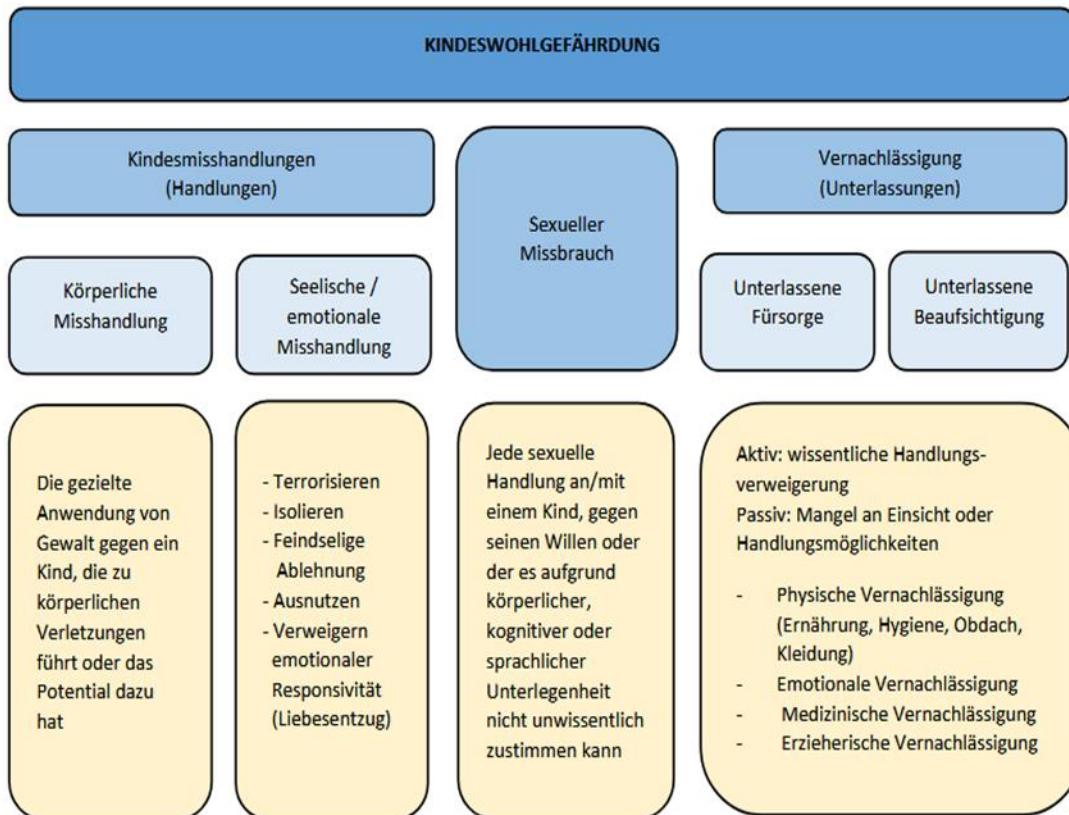 KINDESWOHLGEFÄHRDUNG
Kindesmisshandlungen
(Handlungen)
Sexueller
Missbrauch
Vernachlässigung
(Unterlassungen)
Körperliche
Misshandlung
Seelische /
emotionale
Misshandlung
Unterlassene
Fürsorge
Unterlassene
Beaufsichtigung
Die gezielte
Anwendung von
Gewalt gegen ein
Kind, die zu
körperlichen
Verletzungen
führt oder das
Potential dazu
hat
- Terrorisieren
- Isolieren
- Feindselige
Ablehnung
- Ausnutzen
- Verweigern
emotionaler
Responsivität
(Liebesentzug)
Jede sexuelle
Handlung an/mit
einem Kind, gegen
seinen Willen oder
der es aufgrund
körperlicher,
kognitiver oder
sprachlicher
Unterlegenheit
nicht unwissentlich
zustimmen kann
Aktiv: wissentliche Handlungs-
verweigerung
Passiv: Mangel an Einsicht oder
Handlungsmöglichkeiten
- Physische Vernachlässigung
(Ernährung, Hygiene, Obdach,
Kleidung)
- Emotionale Vernachlässigung
- Medizinische Vernachlässigung
- Erzieherische Vernachlässigung